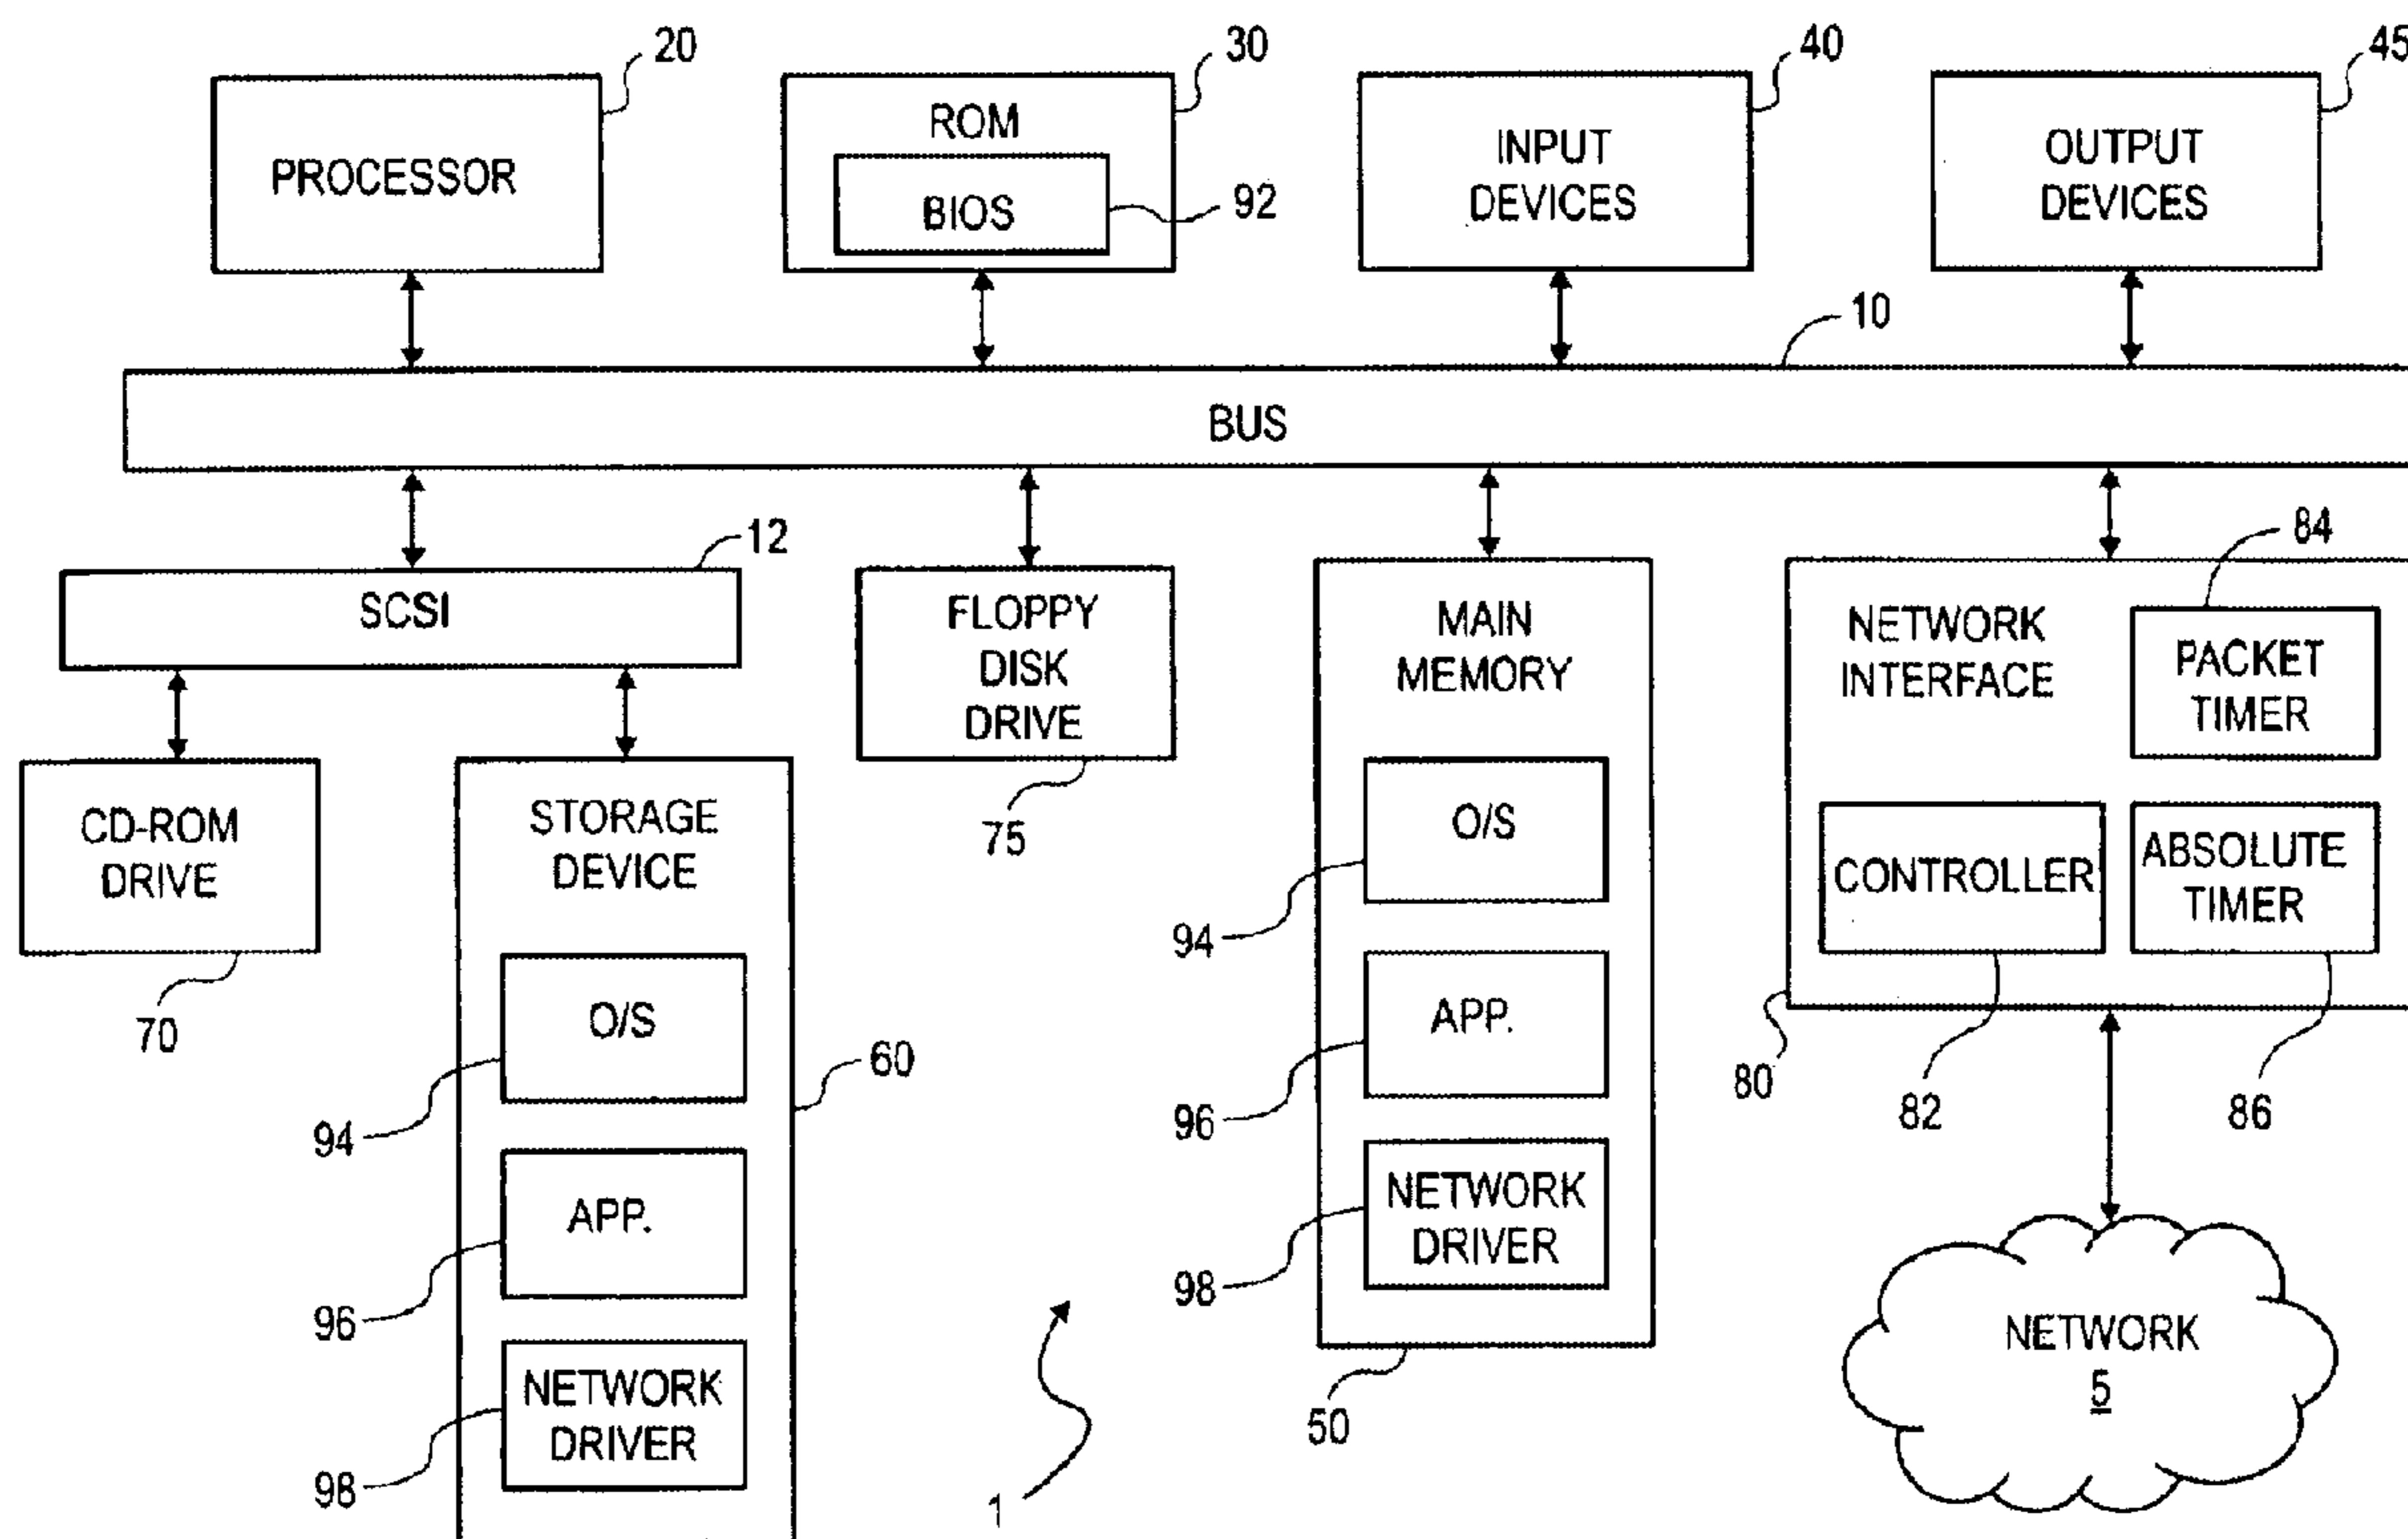 20
30
40
45
PROCESSOR
ROM
BIOS
92
INPUT
DEVICES
OUTPUT
DEVICES
10
BUS
12
SCSI
84
FLOPPY
DISK
DRIVE
75
MAIN
MEMORY
NETWORK
INTERFACE
PACKET
TIMER
CD-ROM
DRIVE
70
STORAGE
DEVICE
O/S
94
APP.
96
NETWORK
DRIVER
98
60
O/S
94
APP.
96
NETWORK
DRIVER
98
50
CONTROLLER
ABSOLUTE
TIMER
80
82
86
NETWORK
5
1